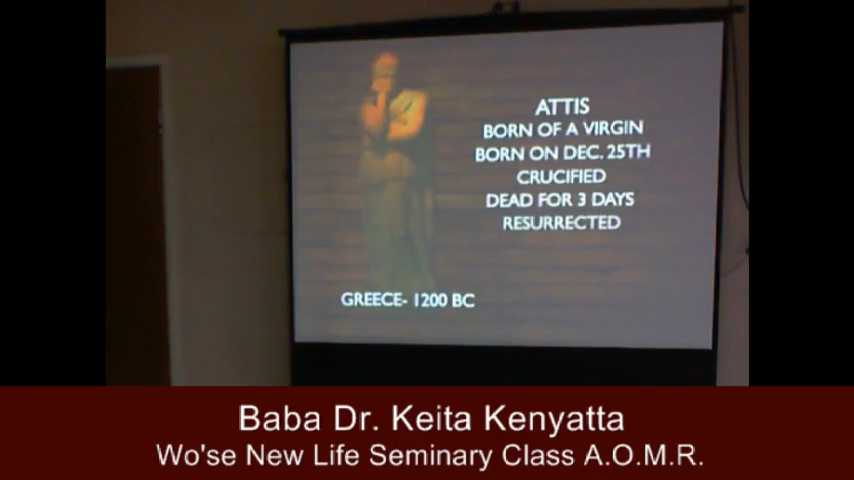 ATTIS
BORN OF A VIRGIN
BORN ON DEC. 25TH
CRUCIFIED
DEAD FOR 3 DAYS
RESURRECTED
GREECE- 1200 BC
Baba Dr. Keita Kenyatta
Wo'se New Life Seminary Class A.O.M.R.